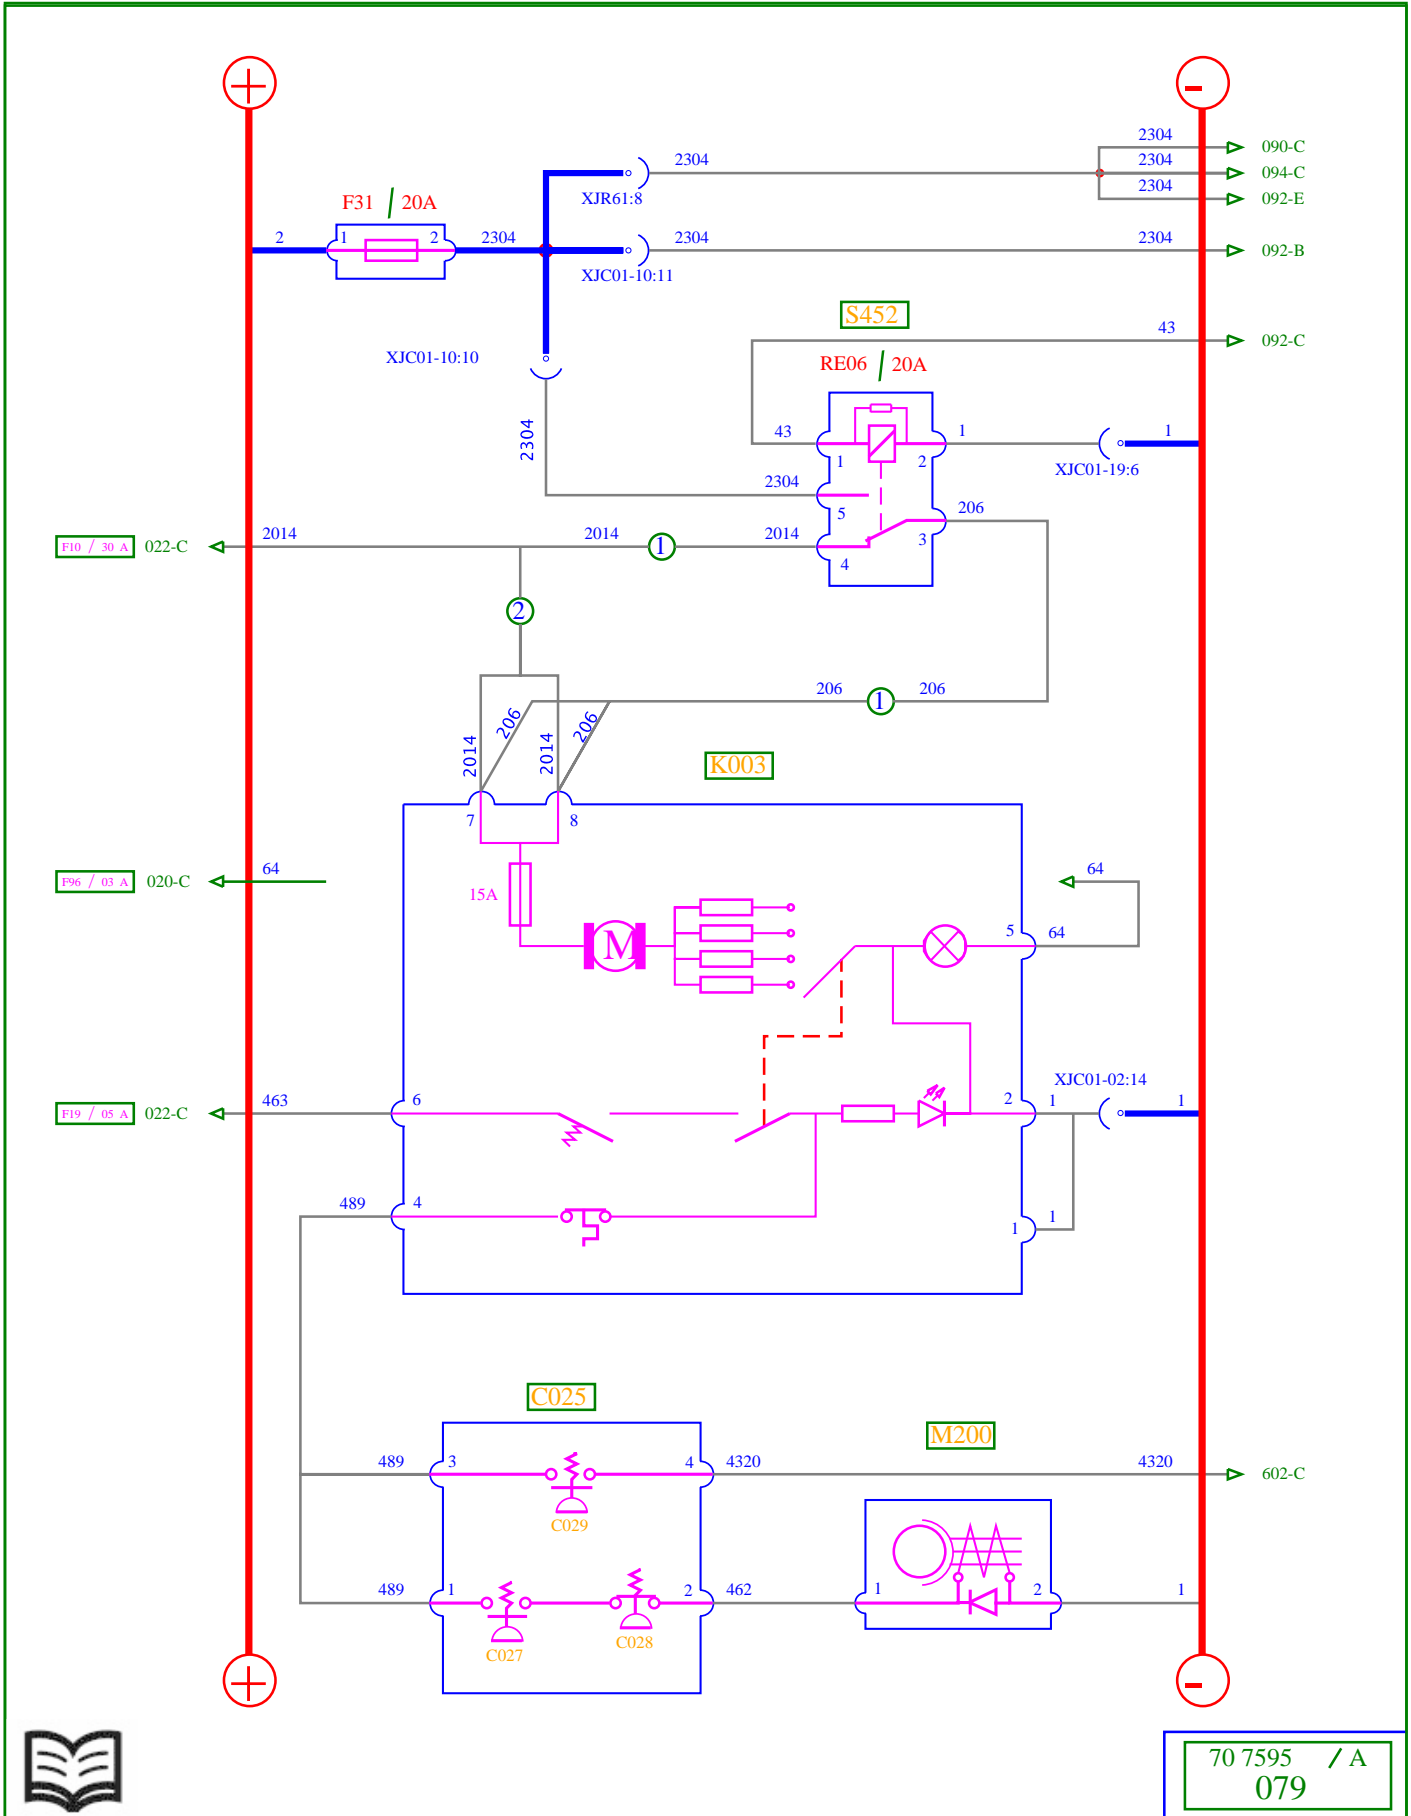 +
-
2304
090-C
2304
2304
094-C
XJR61:8
2304
092-E
F31 / 20A
2
1
2
2304
2304
2304
092-B
XJC01-10:11
S452
43
092-C
XJC01-10:10
RE06 / 20A
2304
43
1
1
1
2
XJC01-19:6
2304
5
206
F10 / 30 A
022-C
2014
2014
1
2014
3
4
2
206
1
206
2014
206
2014
206
K003
7
8
F96 / 03 A
020-C
64
64
15A
M
5
64
XJC01-02:14
F19 / 05 A
022-C
463
6
2
1
1
489
4
1
1
C025
M200
489
3
4
4320
4320
602-C
C029
489
1
2
462
1
2
1
C027
C028
+
-
70 7595 / A
079